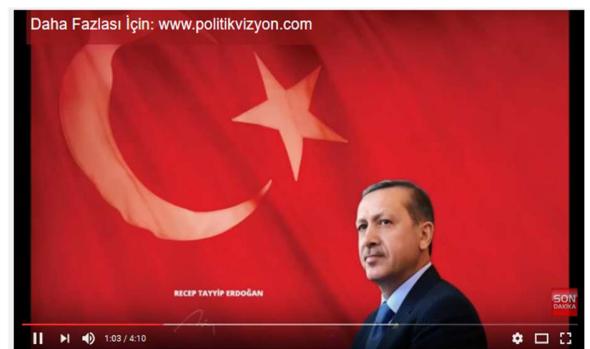 Daha Fazlası İçin: www.politikvizyon.com
RECEP TAYYİP ERDOĞAN
SON
DAKİKA
1:03 / 4:10